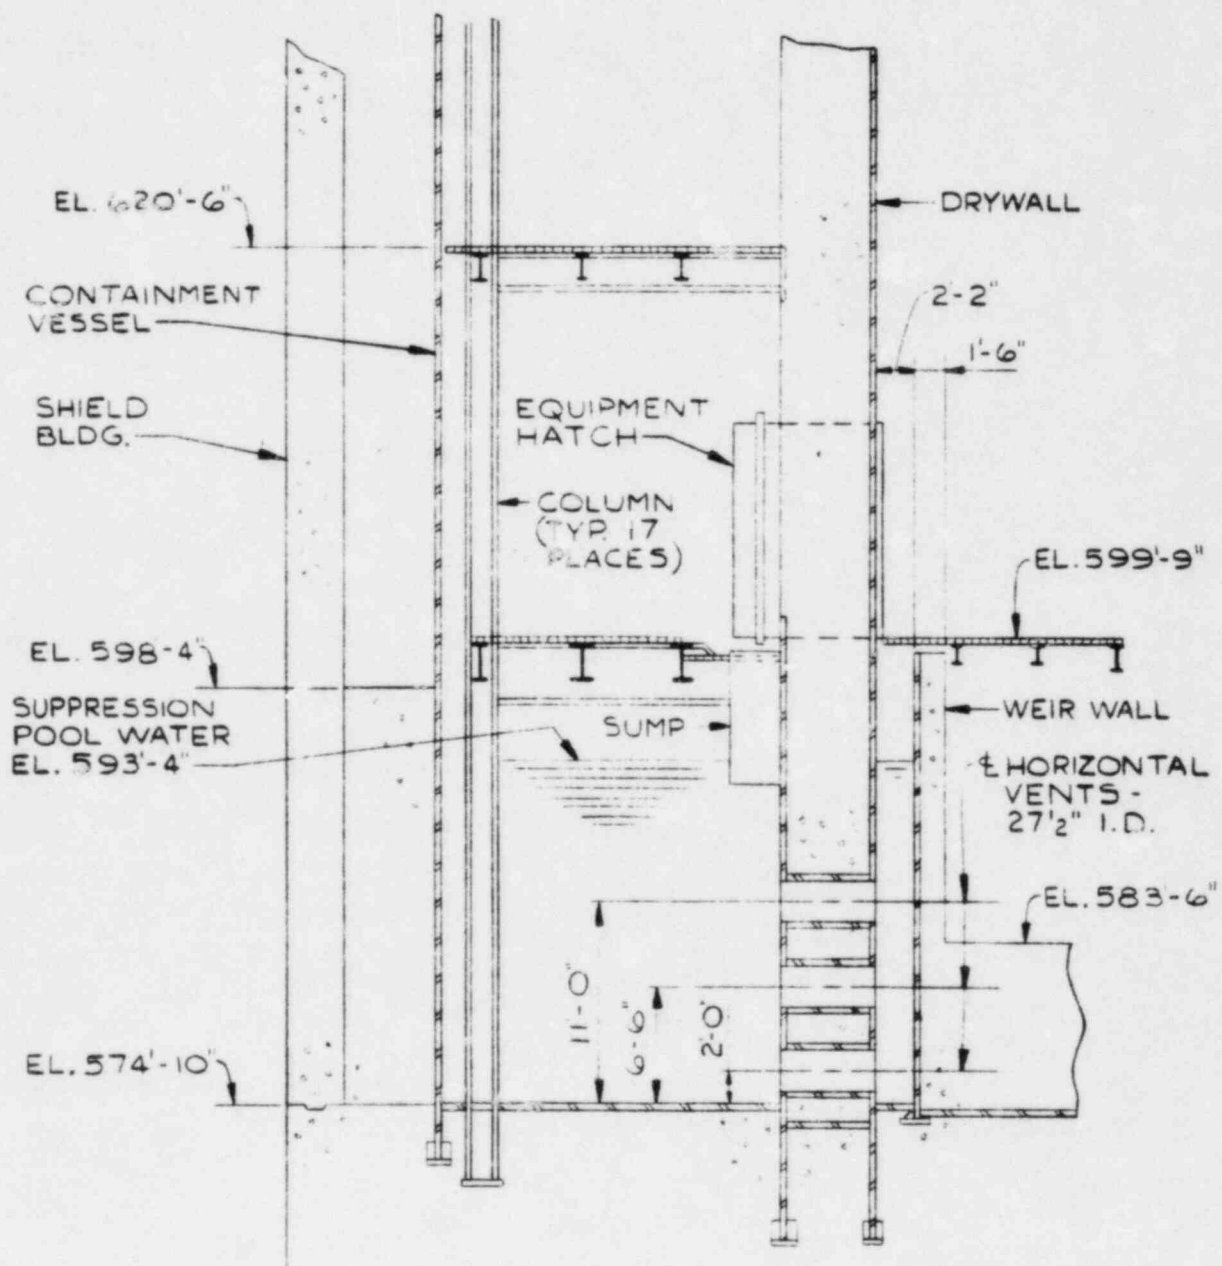 EL. 620'-6"
DRYWALL
CONTAINMENT
VESSEL
2-2"
1'-6"
SHIELD
BLDG.
EQUIPMENT
HATCH
COLUMN
(TYP. 17
PLACES)
EL. 599'-9"
EL. 598-4"
SUPPRESSION
POOL WATER
EL. 593'-4"
SUMP
WEIR WALL
℄ HORIZONTAL
VENTS -
27'2" I.D.
EL. 583'-6"
11'-0"
6'-6"
2'-0"
EL. 574'-10"